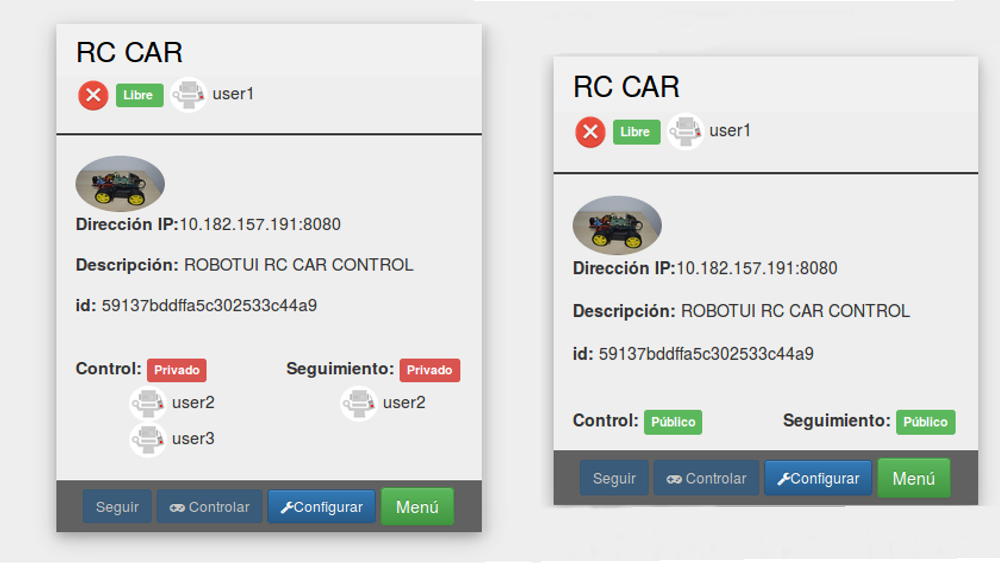 RC CAR
Libre user1
Dirección IP:10.182.157.191:8080
Descripción: ROBOTUI RC CAR CONTROL
id: 59137bddffa5c302533c44a9
Control: Privado Seguimiento: Privado
user2 user2
user3
Seguir Controlar Configurar Menú
RC CAR
Libre user1
Dirección IP:10.182.157.191:8080
Descripción: ROBOTUI RC CAR CONTROL
id: 59137bddffa5c302533c44a9
Control: Público Seguimiento: Público
Seguir Controlar Configurar Menú